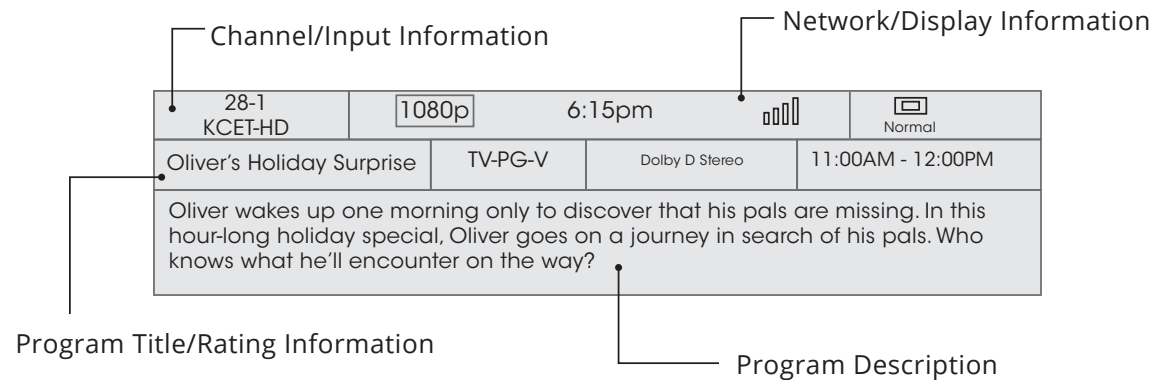 Channel/Input Information
Network/Display Information
28-1
KCET-HD
1080p
6:15pm
Normal
Oliver's Holiday Surprise
TV-PG-V
Dolby D Stereo
11:00AM - 12:00PM
Oliver wakes up one morning only to discover that his pals are missing. In this
hour-long holiday special, Oliver goes on a journey in search of his pals. Who
knows what he'll encounter on the way?
Program Title/Rating Information
Program Description